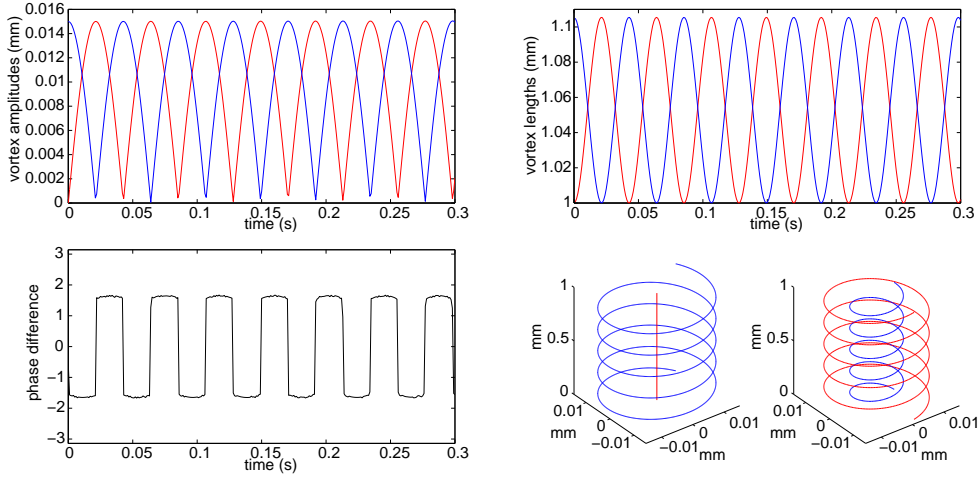 vortex amplitudes (mm)
0.016
0.014
0.012
0.01
0.008
0.006
0.004
0.002
0
0 0.05 0.1 0.15 0.2 0.25 0.3
time (s)
vortex lengths (mm)
1.1
1.08
1.06
1.04
1.02
1
0 0.05 0.1 0.15 0.2 0.25 0.3
time (s)
phase difference
3
2
1
0
−1
−2
−3
0 0.05 0.1 0.15 0.2 0.25 0.3
time (s)
mm
1
0.5
0
0.01
0
−0.01
mm
−0.01
0
0.01
mm
mm
1
0.5
0
0.01
0
−0.01
mm
−0.01
0
0.01
mm